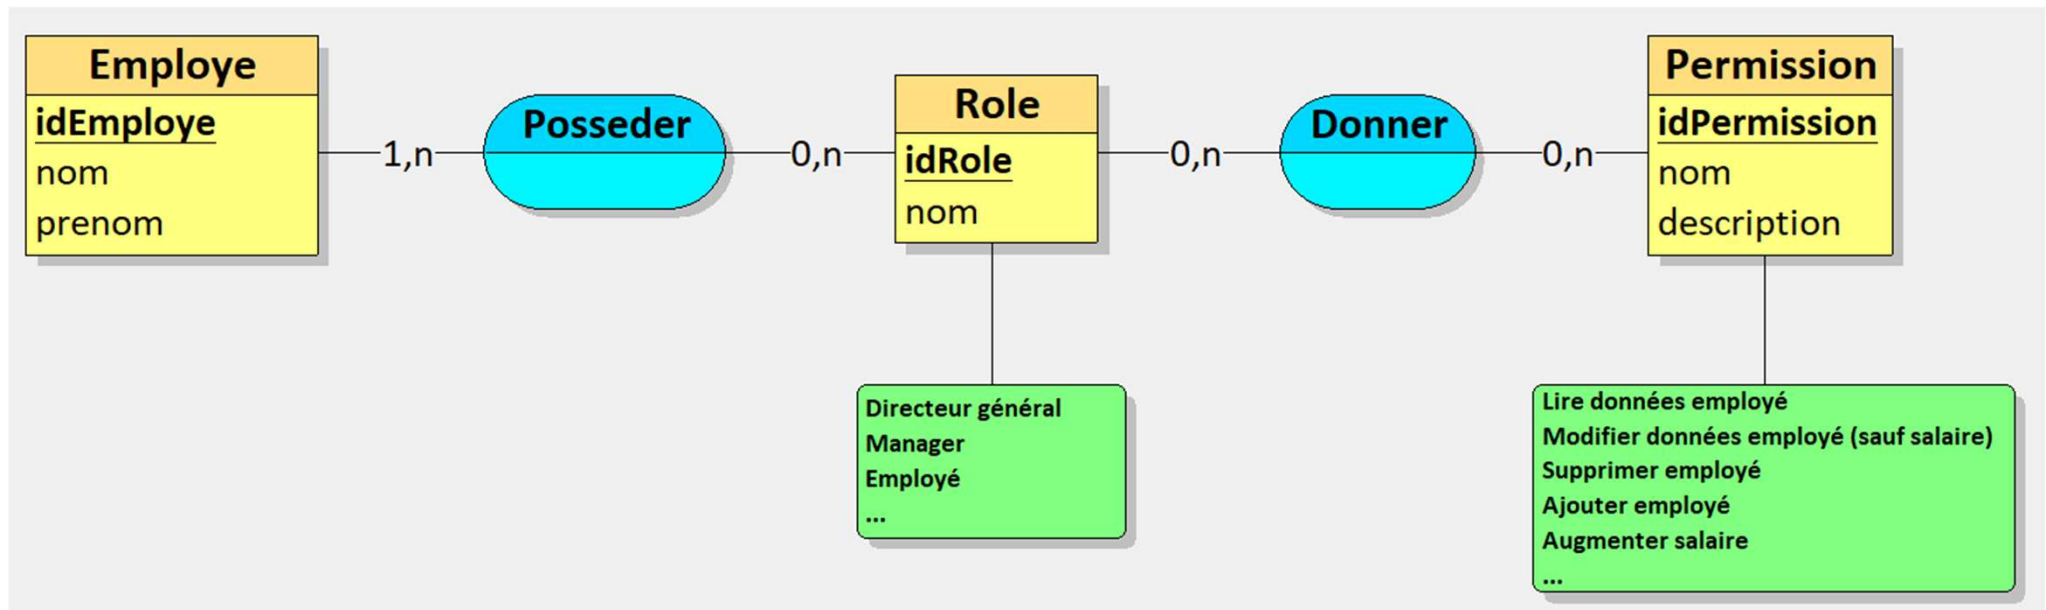 Employe
idEmploye
nom
prenom
1,n
Posseder
0,n
Role
idRole
nom
0,n
Donner
0,n
Permission
idPermission
nom
description
Directeur général
Manager
Employé
...
Lire données employé
Modifier données employé (sauf salaire)
Supprimer employé
Ajouter employé
Augmenter salaire
...